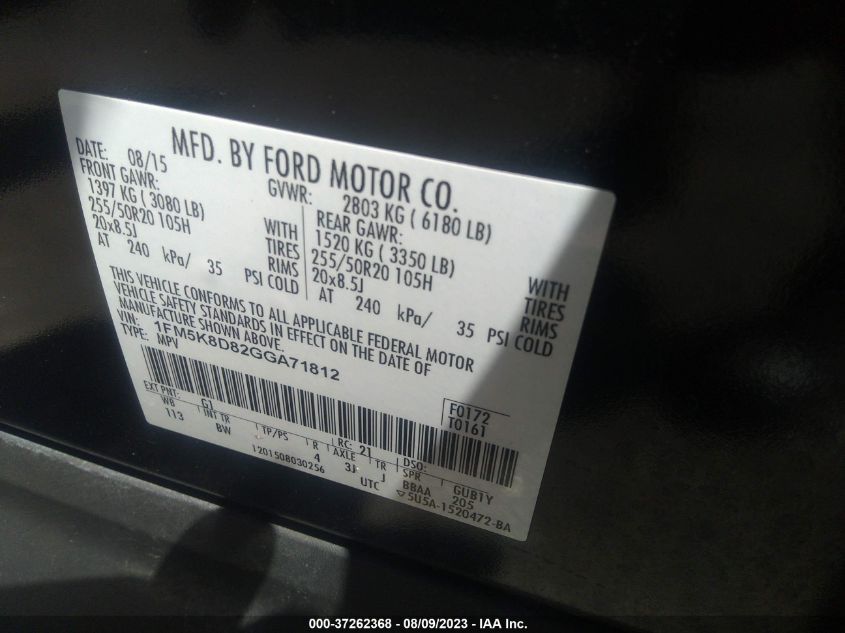 MFD. BY FORD MOTOR CO.
DATE: 08/15
GVWR: 2803 KG ( 6180 LB)
FRONT GAWR:
1397 KG ( 3080 LB)
255/50R20 105H
20x8.5J
AT 240 kPa/ 35 PSI COLD
WITH
TIRES
RIMS
REAR GAWR:
1520 KG ( 3350 LB)
255/50R20 105H
20x8.5J
AT 240 kPa/ 35 PSI COLD
WITH
TIRES
RIMS
THIS VEHICLE CONFORMS TO ALL APPLICABLE FEDERAL MOTOR
VEHICLE SAFETY STANDARDS IN EFFECT ON THE DATE OF
MANUFACTURE SHOWN ABOVE.
VIN: 1FM5K8D82GGA71812
TYPE: MPV
F0172
T0161
EXT PNT: G1 RC: 21 DSO:
WB INT TR TP/PS R AXLE TR SPR GUB1Y
113 BW 4 3J J BBAA 205
1201508030256 UTC ▽5U5A-1520472-BA
000-37262368 - 08/09/2023 - IAA Inc.